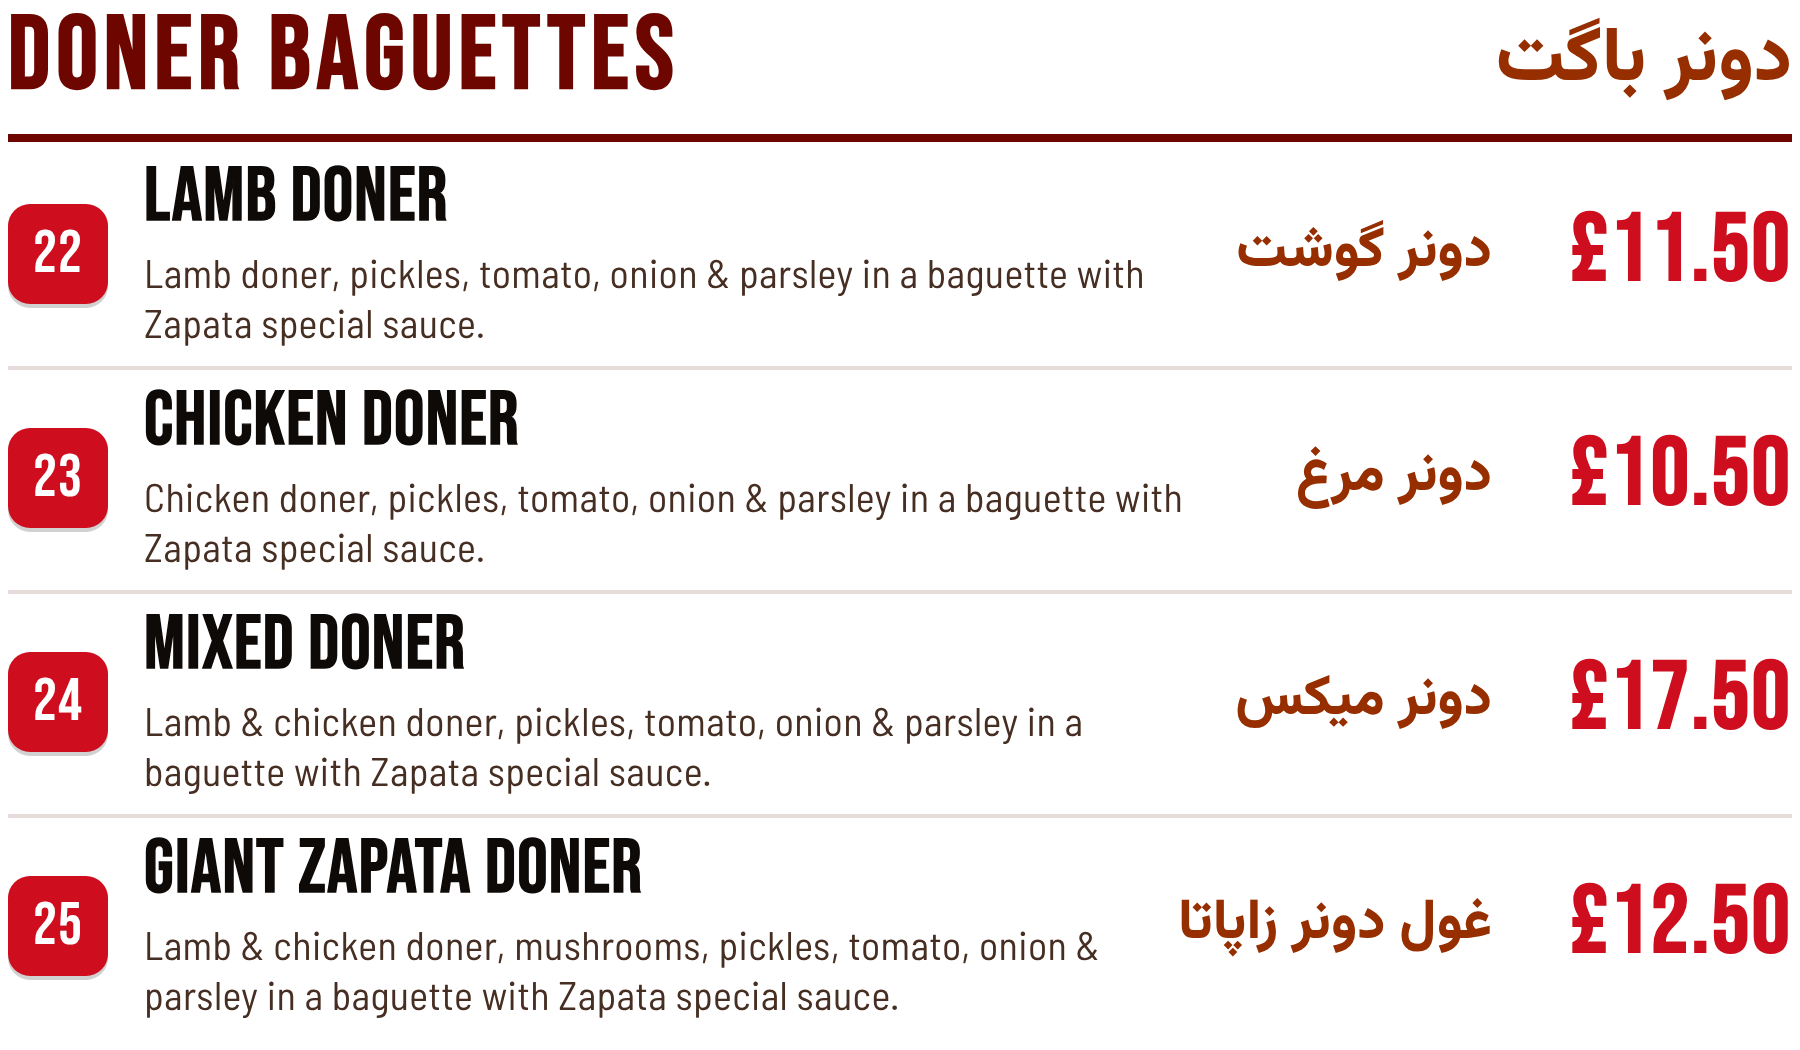 DONER BAGUETTES
دونر باگت
22
LAMB DONER
Lamb doner, pickles, tomato, onion & parsley in a baguette with
Zapata special sauce.
دونر گوشت
£11.50
23
CHICKEN DONER
Chicken doner, pickles, tomato, onion & parsley in a baguette with
Zapata special sauce.
دونر مرغ
£10.50
24
MIXED DONER
Lamb & chicken doner, pickles, tomato, onion & parsley in a
baguette with Zapata special sauce.
دونر میکس
£17.50
25
GIANT ZAPATA DONER
Lamb & chicken doner, mushrooms, pickles, tomato, onion &
parsley in a baguette with Zapata special sauce.
غول دونر زاپاتا
£12.50